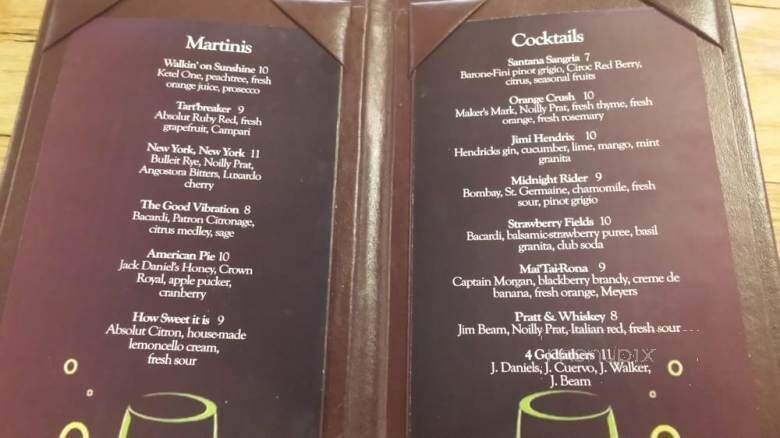 Martinis
Walkin' on Sunshine 10
Ketel One, peachtree, fresh
orange juice, prosecco
Tart'breaker 9
Absolut Ruby Red, fresh
grapefruit, Campari
New York, New York 11
Bulleit Rye, Noilly Prat,
Angostora Bitters, Luxardo
cherry
The Good Vibration 8
Bacardi, Patron Citronage,
citrus medley, sage
American Pie 10
Jack Daniel's Honey, Crown
Royal, apple pucker,
cranberry
How Sweet it is 9
Absolut Citron, house-made
lemoncello cream,
fresh sour
Cocktails
Santana Sangria 7
Barone-Fini pinot grigio, Ciroc Red Berry,
citrus, seasonal fruits
Orange Crush 10
Maker's Mark, Noilly Prat, fresh thyme, fresh
orange, fresh rosemary
Jimi Hendrix 10
Hendricks gin, cucumber, lime, mango, mint
granita
Midnight Rider 9
Bombay, St. Germaine, chamomile, fresh
sour, pinot grigio
Strawberry Fields 10
Bacardi, balsamic-strawberry puree, basil
granita, club soda
Mai'Tai-Rona 9
Captain Morgan, blackberry brandy, creme de
banana, fresh orange, Meyers
Pratt & Whiskey 8
Jim Beam, Noilly Prat, Italian red, fresh sour
4 Godfathers
J. Daniels, J. Cuervo, J. Walker,
J. Beam
menupix